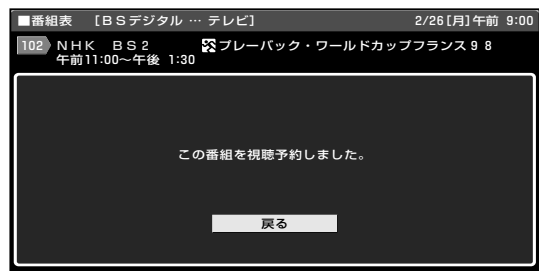 ■番組表 [BSデジタル … テレビ] 2/26[月]午前 9:00
102 NHK BS2 プレーバック・ワールドカップフランス98
午前11:00〜午後 1:30
この番組を視聴予約しました。
戻る